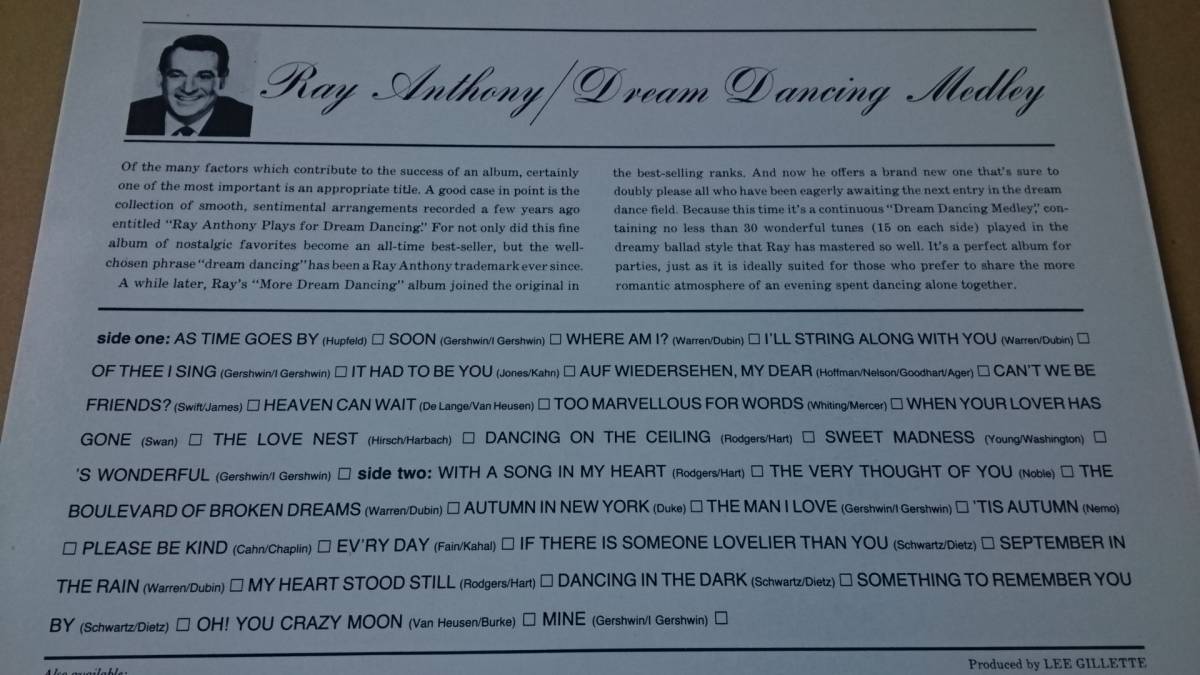 Ray Anthony/Dream Dancing Medley
Of the many factors which contribute to the success of an album, certainly
one of the most important is an appropriate title. A good case in point is the
collection of smooth, sentimental arrangements recorded a few years ago
entitled “Ray Anthony Plays for Dream Dancing.” For not only did this fine
album of nostalgic favorites become an all-time best-seller, but the well-
chosen phrase “dream dancing” has been a Ray Anthony trademark ever since.
A while later, Ray's “More Dream Dancing” album joined the original in
the best-selling ranks. And now he offers a brand new one that's sure to
doubly please all who have been eagerly awaiting the next entry in the dream
dance field. Because this time it's a continuous “Dream Dancing Medley,” con-
taining no less than 30 wonderful tunes (15 on each side) played in the
dreamy ballad style that Ray has mastered so well. It's a perfect album for
parties, just as it is ideally suited for those who prefer to share the more
romantic atmosphere of an evening spent dancing alone together.
side one: AS TIME GOES BY (Hupfeld) □ SOON (Gershwin/I Gershwin) □ WHERE AM I? (Warren/Dubin) □ I'LL STRING ALONG WITH YOU (Warren/Dubin) □
OF THEE I SING (Gershwin/I Gershwin) □ IT HAD TO BE YOU (Jones/Kahn) □ AUF WIEDERSEHEN, MY DEAR (Hoffman/Nelson/Goodhart/Ager) □ CAN'T WE BE
FRIENDS? (Swift/James) □ HEAVEN CAN WAIT (De Lange/Van Heusen) □ TOO MARVELLOUS FOR WORDS (Whiting/Mercer) □ WHEN YOUR LOVER HAS
GONE (Swan) □ THE LOVE NEST (Hirsch/Harbach) □ DANCING ON THE CEILING (Rodgers/Hart) □ SWEET MADNESS (Young/Washington) □
'S WONDERFUL (Gershwin/I Gershwin) □ side two: WITH A SONG IN MY HEART (Rodgers/Hart) □ THE VERY THOUGHT OF YOU (Noble) □ THE
BOULEVARD OF BROKEN DREAMS (Warren/Dubin) □ AUTUMN IN NEW YORK (Duke) □ THE MAN I LOVE (Gershwin/I Gershwin) □ 'TIS AUTUMN (Nemo)
□ PLEASE BE KIND (Cahn/Chaplin) □ EV'RY DAY (Fain/Kahal) □ IF THERE IS SOMEONE LOVELIER THAN YOU (Schwartz/Dietz) □ SEPTEMBER IN
THE RAIN (Warren/Dubin) □ MY HEART STOOD STILL (Rodgers/Hart) □ DANCING IN THE DARK (Schwartz/Dietz) □ SOMETHING TO REMEMBER YOU
BY (Schwartz/Dietz) □ OH! YOU CRAZY MOON (Van Heusen/Burke) □ MINE (Gershwin/I Gershwin) □
Produced by LEE GILLETTE
Also available: